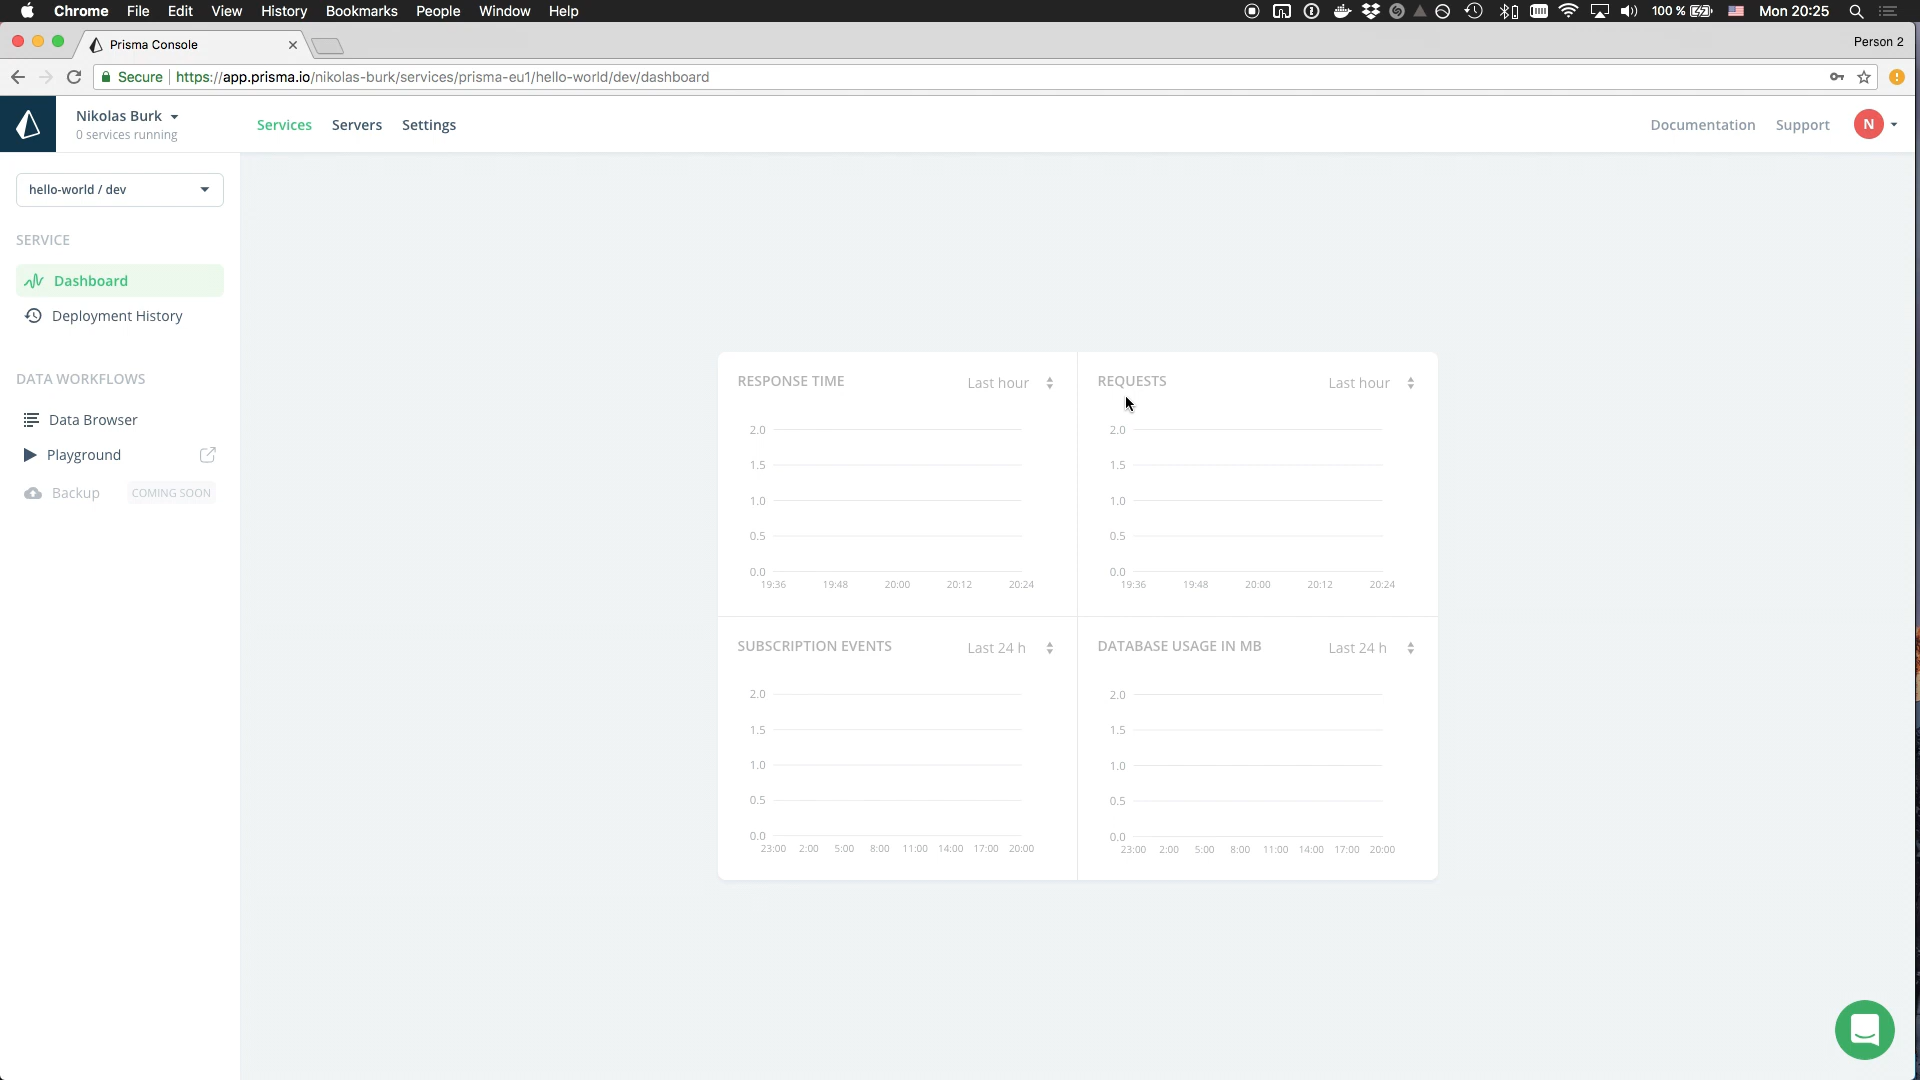 Chrome File Edit View History Bookmarks People Window Help 100 % Mon 20:25
Prisma Console Person 2
Secure https://app.prisma.io/nikolas-burk/services/prisma-eu1/hello-world/dev/dashboard
Nikolas Burk
0 services running
Services Servers Settings Documentation Support N
hello-world / dev
SERVICE
Dashboard
Deployment History
DATA WORKFLOWS
Data Browser
Playground
Backup COMING SOON
RESPONSE TIME Last hour
2.0
1.5
1.0
0.5
0.0
19:36 19:48 20:00 20:12 20:24
REQUESTS Last hour
2.0
1.5
1.0
0.5
0.0
19:36 19:48 20:00 20:12 20:24
SUBSCRIPTION EVENTS Last 24 h
2.0
1.5
1.0
0.5
0.0
23:00 2:00 5:00 8:00 11:00 14:00 17:00 20:00
DATABASE USAGE IN MB Last 24 h
2.0
1.5
1.0
0.5
0.0
23:00 2:00 5:00 8:00 11:00 14:00 17:00 20:00